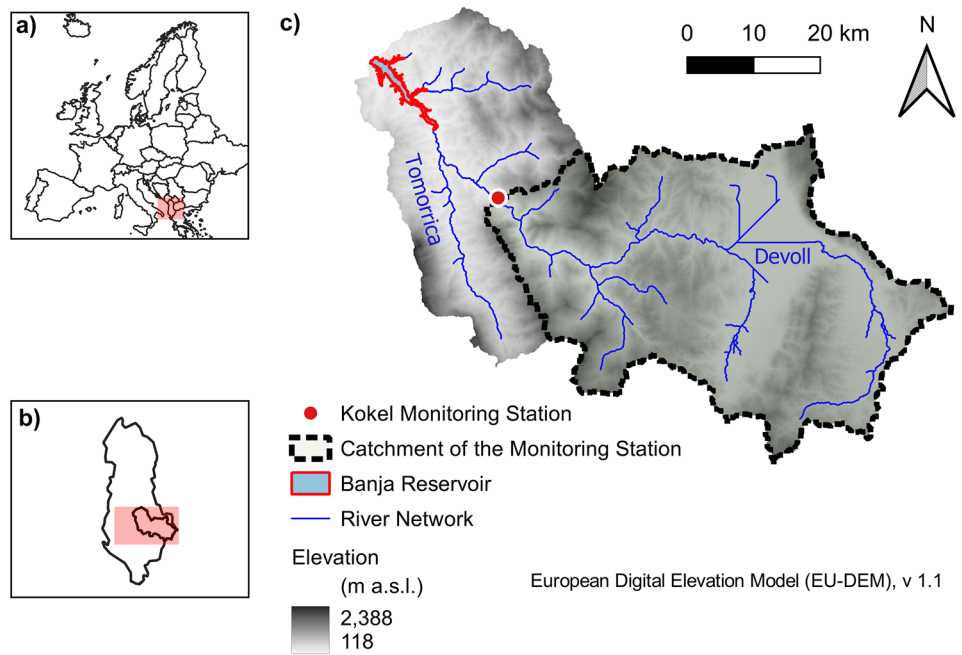 a)
c)
0 10 20 km
N
Tomorrica
Devoll
b)
Kokel Monitoring Station
Catchment of the Monitoring Station
Banja Reservoir
River Network
Elevation
(m a.s.l.)
2,388
118
European Digital Elevation Model (EU-DEM), v 1.1